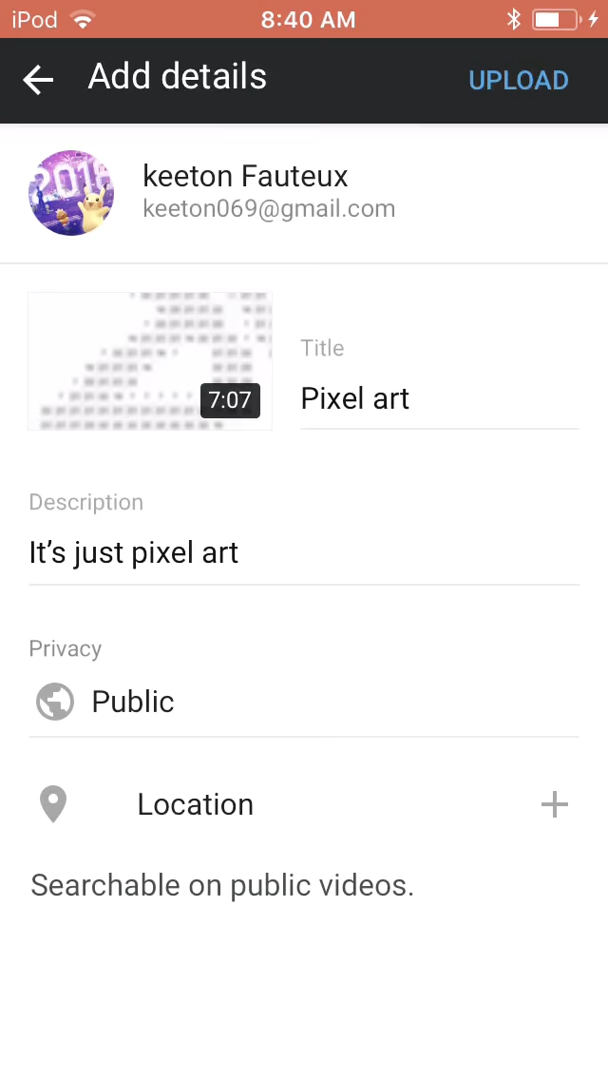 iPod 8:40 AM
Add details UPLOAD
2018
keeton Fauteux
keeton069@gmail.com
7:07
Title
Pixel art
Description
It's just pixel art
Privacy
Public
Location
Searchable on public videos.